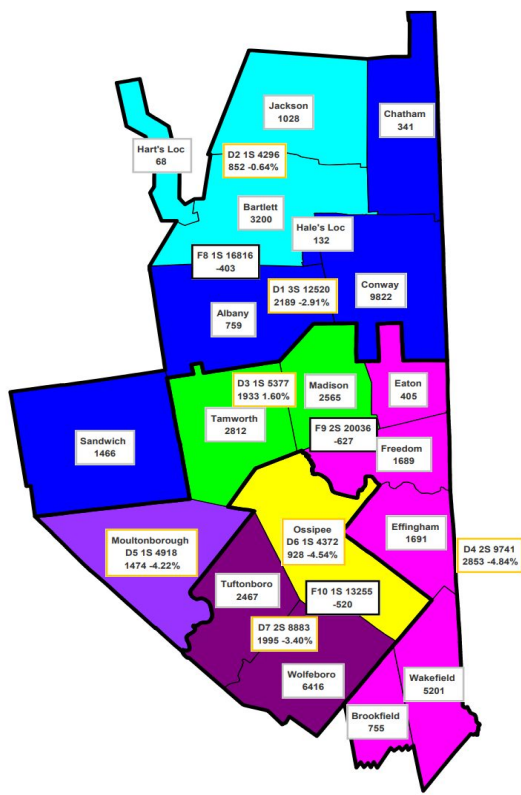 Jackson
1028
Chatham
341
Hart's Loc
68
D2 1S 4296
852 -0.64%
Bartlett
3200
Hale's Loc
132
F8 1S 16816
-403
D1 3S 12520
2189 -2.91%
Conway
9822
Albany
759
D3 1S 5377
1933 1.60%
Madison
2565
Eaton
405
Tamworth
2812
F9 2S 20036
-627
Sandwich
1466
Freedom
1689
Ossipee
D6 1S 4372
928 -4.54%
Effingham
1691
Moultonborough
D5 1S 4918
1474 -4.22%
D4 2S 9741
2853 -4.84%
Tuftonboro
2467
F10 1S 13255
-520
D7 2S 8883
1995 -3.40%
Wolfeboro
6416
Wakefield
5201
Brookfield
755